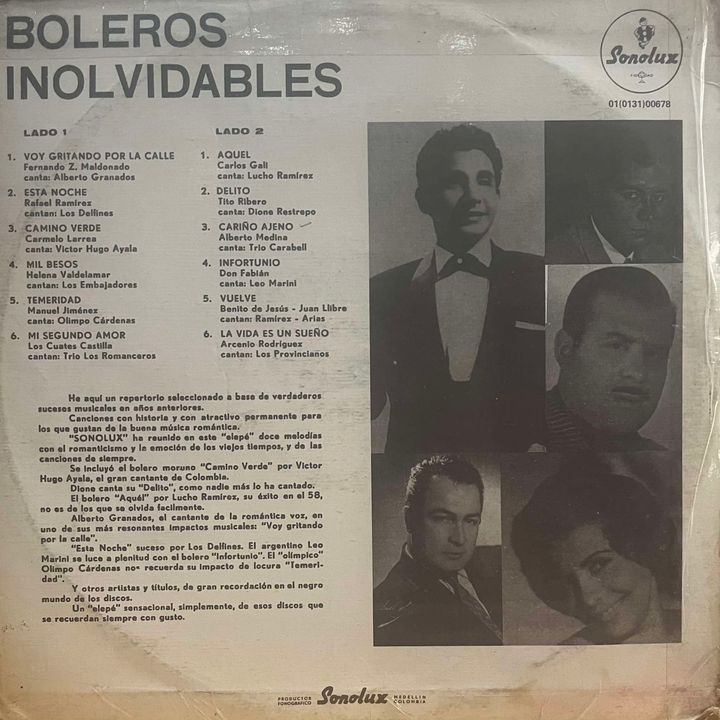 BOLEROS
INOLVIDABLES
Sonolux
FIDELIDAD
01(0131)00678
LADO 1
1. VOY GRITANDO POR LA CALLE
Fernando Z. Maldonado
canta: Alberto Granados
2. ESTA NOCHE
Rafael Ramírez
cantan: Los Delfines
3. CAMINO VERDE
Carmelo Larrea
canta: Victor Hugo Ayala
4. MIL BESOS
Helena Valdelamar
cantan: Los Embajadores
5. TEMERIDAD
Manuel Jiménez
canta: Olimpo Cárdenas
6. MI SEGUNDO AMOR
Los Cuates Castilla
cantan: Trio Los Romanceros
LADO 2
1. AQUEL
Carlos Gali
canta: Lucho Ramírez
2. DELITO
Tito Ribero
canta: Dione Restrepo
3. CARIÑO AJENO
Alberto Medina
canta: Trio Carabell
4. INFORTUNIO
Don Fabián
canta: Leo Marini
5. VUELVE
Benito de Jesús - Juan Llibre
cantan: Ramírez - Arias
6. LA VIDA ES UN SUEÑO
Arcenio Rodríguez
cantan: Los Provincianos
He aquí un repertorio seleccionado a base de verdaderos
sucesos musicales en años anteriores.
Canciones con historia y con atractivo permanente para
los que gustan de la buena música romántica.
"SONOLUX" ha reunido en este "elepé" doce melodías
con el romanticismo y la emoción de los viejos tiempos, y de las
canciones de siempre.
Se incluyó el bolero moruno "Camino Verde" por Victor
Hugo Ayala, el gran cantante de Colombia.
Dione canta su "Delito", como nadie más lo ha cantado.
El bolero "Aquél" por Lucho Ramírez, su éxito en el 58,
no es de los que se olvida facilmente.
Alberto Granados, el cantante de la romántica voz, en
uno de sus más resonantes impactos musicales: "Voy gritando
por la calle".
"Esta Noche" suceso por Los Delfines. El argentino Leo
Marini se luce a plenitud con el bolero "Infortunio". El "olímpico"
Olimpo Cárdenas nos recuerda su impacto de locura "Temeri-
dad".
Y otros artistas y títulos, de gran recordación en el negro
mundo de los discos.
Un "elepé" sensacional, simplemente, de esos discos que
se recuerdan siempre con gusto.
PRODUCTOR
FONOGRAFICO
Sonolux
MEDELLIN
COLOMBIA